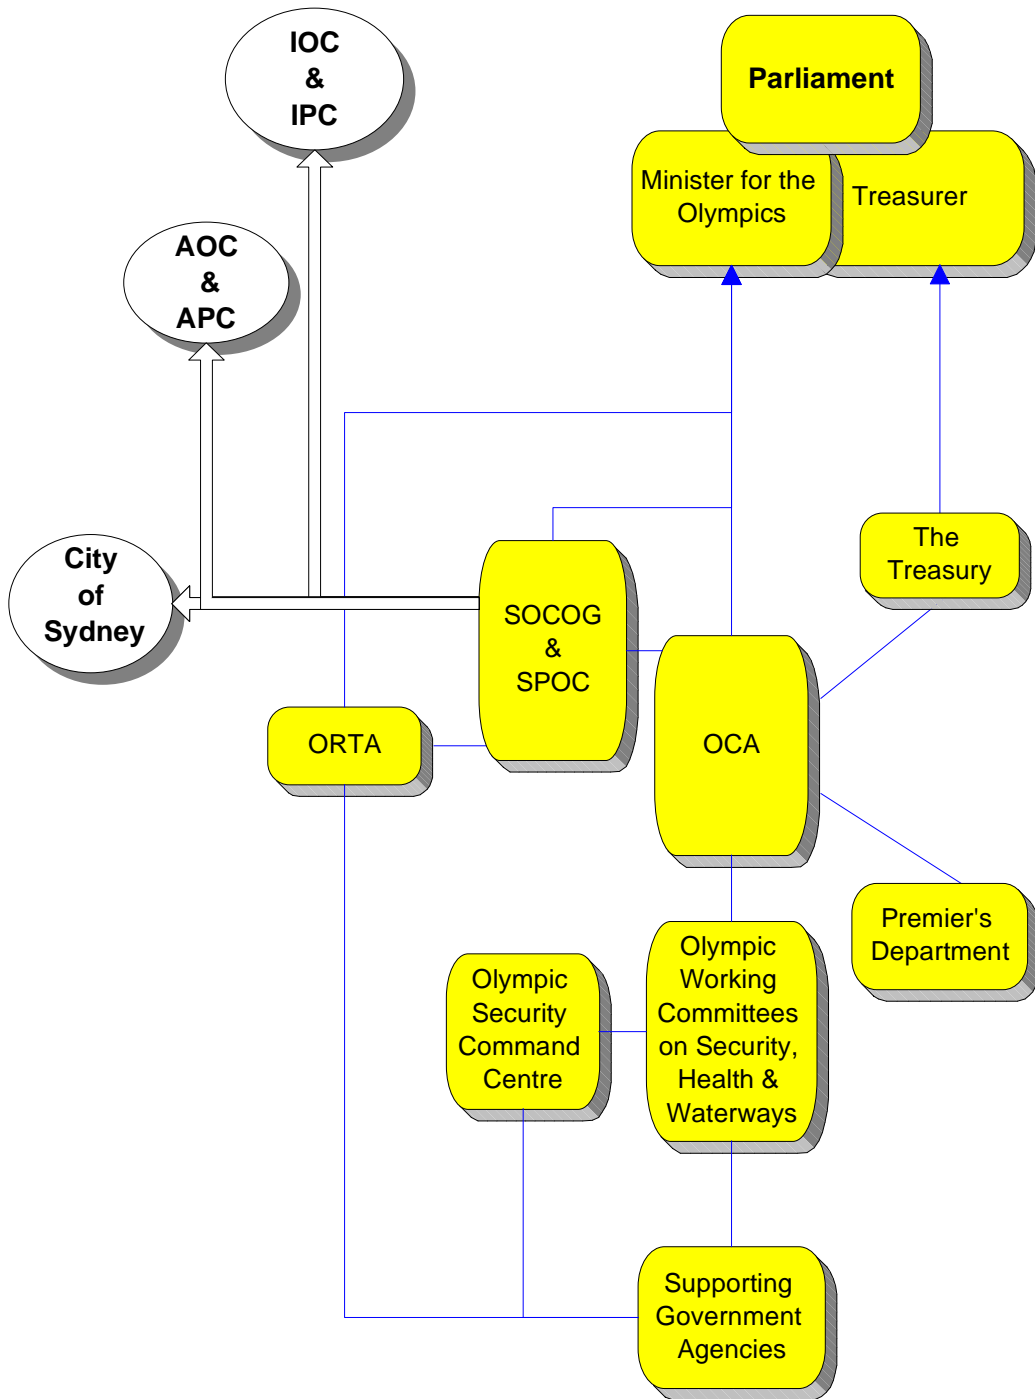 IOC
&
IPC
Parliament
Minister for the
Olympics
Treasurer
AOC
&
APC
City
of
Sydney
The
Treasury
SOCOG
&
SPOC
ORTA
OCA
Premier's
Department
Olympic
Security
Command
Centre
Olympic
Working
Committees
on Security,
Health &
Waterways
Supporting
Government
Agencies